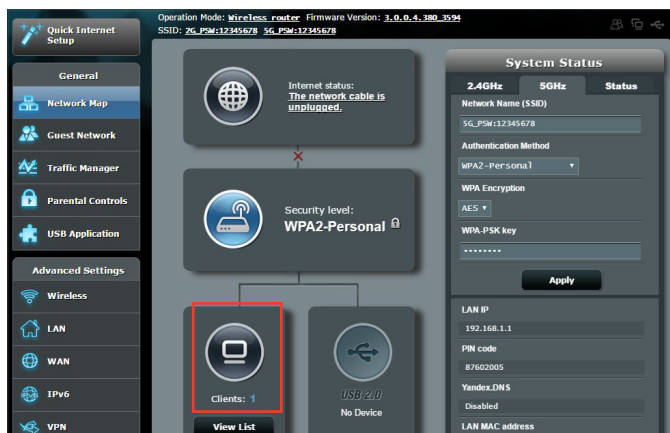 Quick Internet
Setup
Operation Mode: Wireless router Firmware Version: 3.0.0.4.380_3594
SSID: 2G_PSW:12345678 5G_PSW:12345678
General
Network Map
Guest Network
Traffic Manager
Parental Controls
USB Application
Advanced Settings
Wireless
LAN
WAN
IPv6
VPN
Internet status:
The network cable is
unplugged.
Security level:
WPA2-Personal
Clients: 1
View List
USB 2.0
No Device
System Status
2.4GHz 5GHz Status
Network Name (SSID)
5G_PSW:12345678
Authentication
Method
WPA2-Personal
WPA Encryption
AES
WPA-PSK key
········
Apply
LAN IP
192.168.1.1
PIN code
87602005
Yandex.DNS
Disabled
LAN MAC address